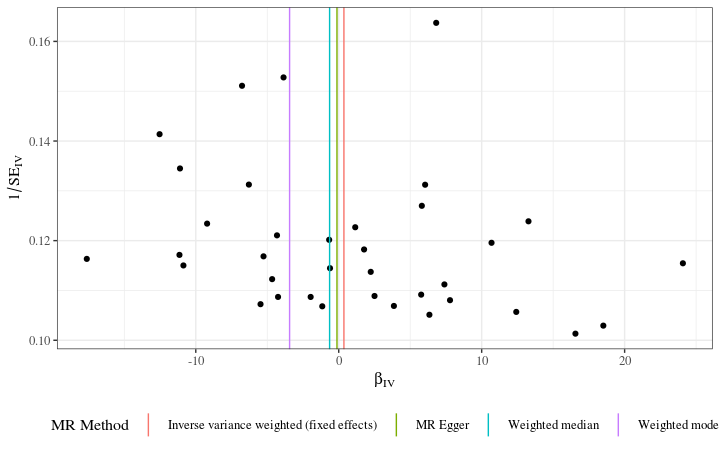 0.16
0.14
0.12
0.10
1/SE_IV
-10 0 10 20
β_IV
MR Method Inverse variance weighted (fixed effects) MR Egger Weighted median Weighted mode